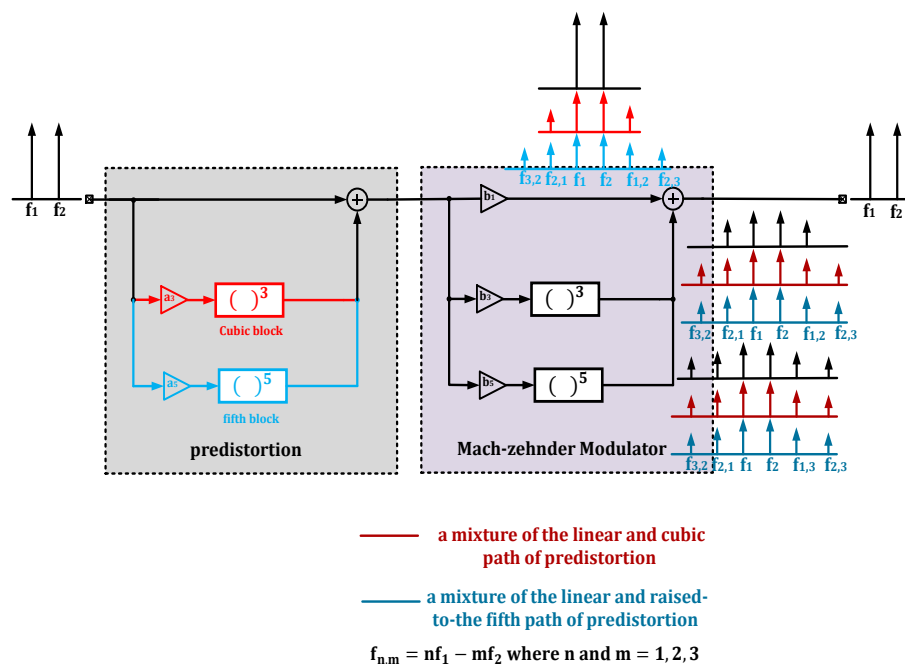 f3,2 f2,1 f1 f2 f1,2 f2,3
f1 f2
f1 f2
b1
a3 ( )3
Cubic block
b3 ( )3
f3,2 f2,1 f1 f2 f1,2 f2,3
a5 ( )5
fifth block
b5 ( )5
predistortion
Mach-zehnder Modulator
f3,2 f2,1 f1 f2 f1,3 f2,3
a mixture of the linear and cubic
path of predistortion
a mixture of the linear and raised-
to-the fifth path of predistortion
fn,m = nf1 − mf2 where n and m = 1, 2, 3